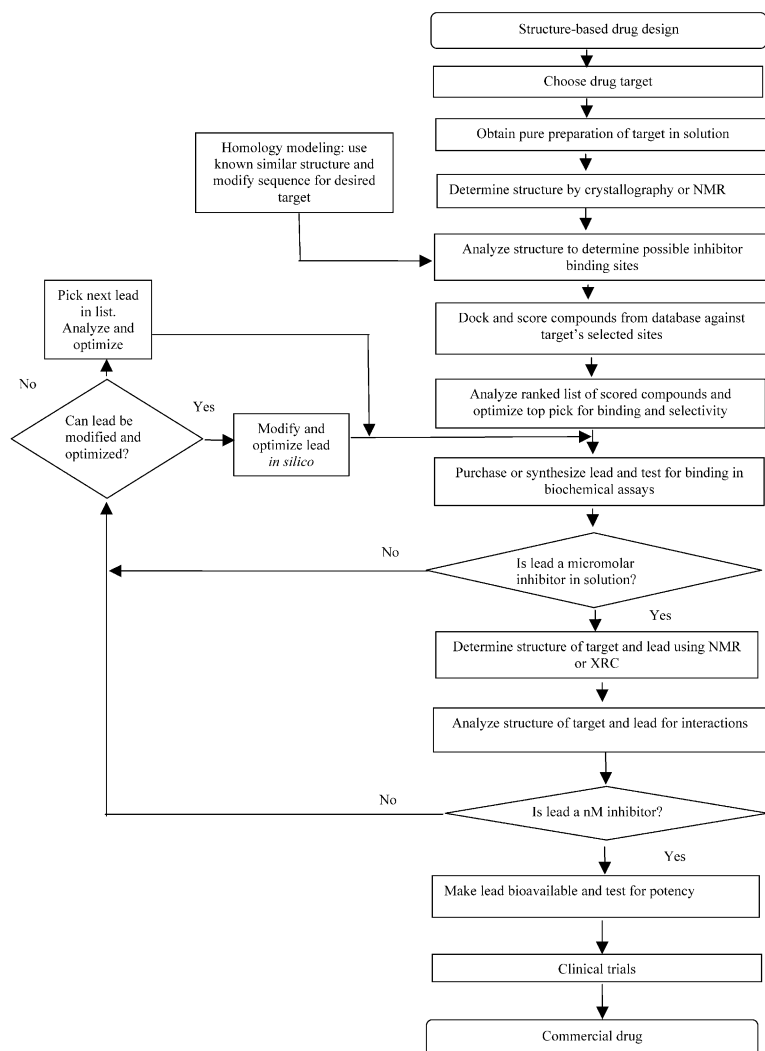 Structure-based drug design
Choose drug target
Obtain pure preparation of target in solution
Homology modeling: use
known similar structure and
modify sequence for desired
target
Determine structure by crystallography or NMR
Analyze structure to determine possible inhibitor
binding sites
Pick next lead
in list.
Analyze and
optimize
Dock and score compounds from database against
target's selected sites
No
Can lead be
modified and
optimized?
Yes
Modify and
optimize lead
in silico
Analyze ranked list of scored compounds and
optimize top pick for binding and selectivity
Purchase or synthesize lead and test for binding in
biochemical assays
No
Is lead a micromolar
inhibitor in solution?
Yes
Determine structure of target and lead using NMR
or XRC
Analyze structure of target and lead for interactions
No
Is lead a nM inhibitor?
Yes
Make lead bioavailable and test for potency
Clinical trials
Commercial drug